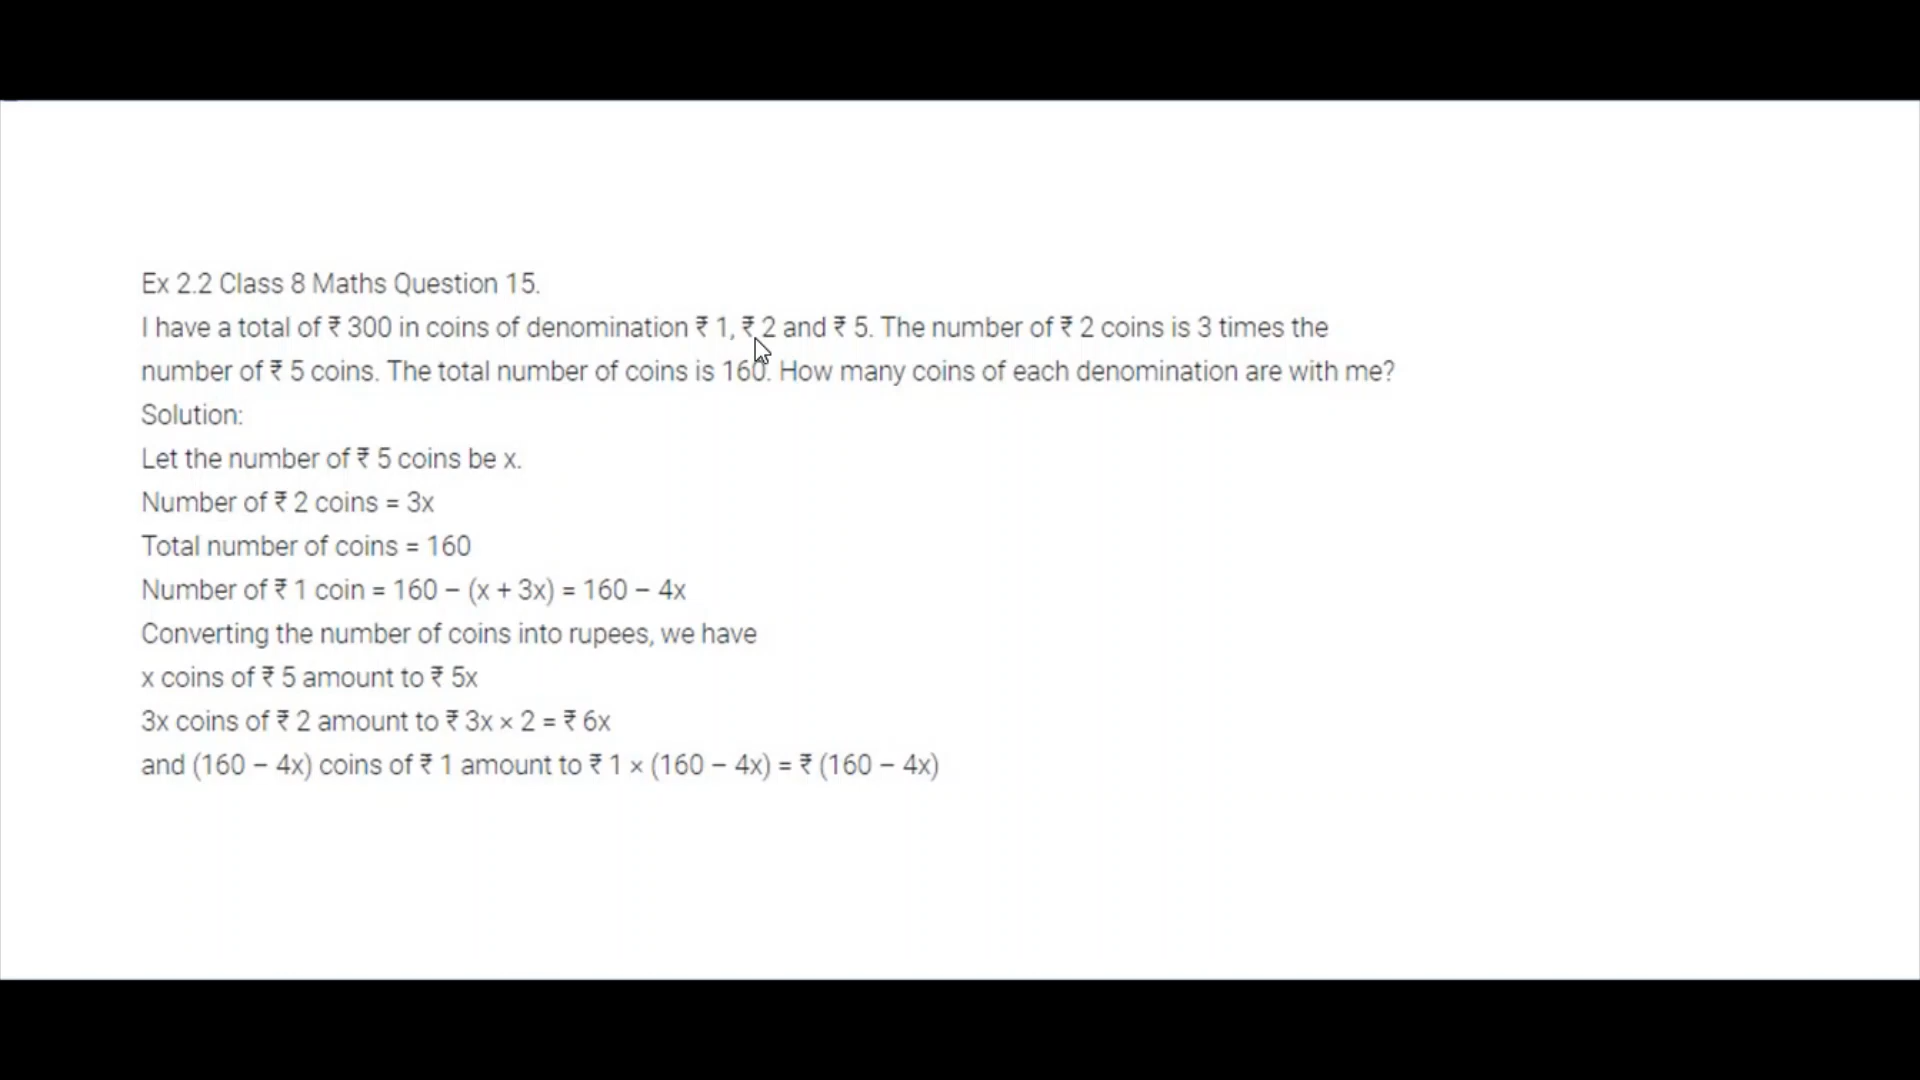 Ex 2.2 Class 8 Maths Question 15.
I have a total of ₹ 300 in coins of denomination ₹ 1, ₹ 2 and ₹ 5. The number of ₹ 2 coins is 3 times the
number of ₹ 5 coins. The total number of coins is 160. How many coins of each denomination are with me?
Solution:
Let the number of ₹ 5 coins be x.
Number of ₹ 2 coins = 3x
Total number of coins = 160
Number of ₹ 1 coin = 160 – (x + 3x) = 160 – 4x
Converting the number of coins into rupees, we have
x coins of ₹ 5 amount to ₹ 5x
3x coins of ₹ 2 amount to ₹ 3x × 2 = ₹ 6x
and (160 – 4x) coins of ₹ 1 amount to ₹ 1 × (160 – 4x) = ₹ (160 – 4x)